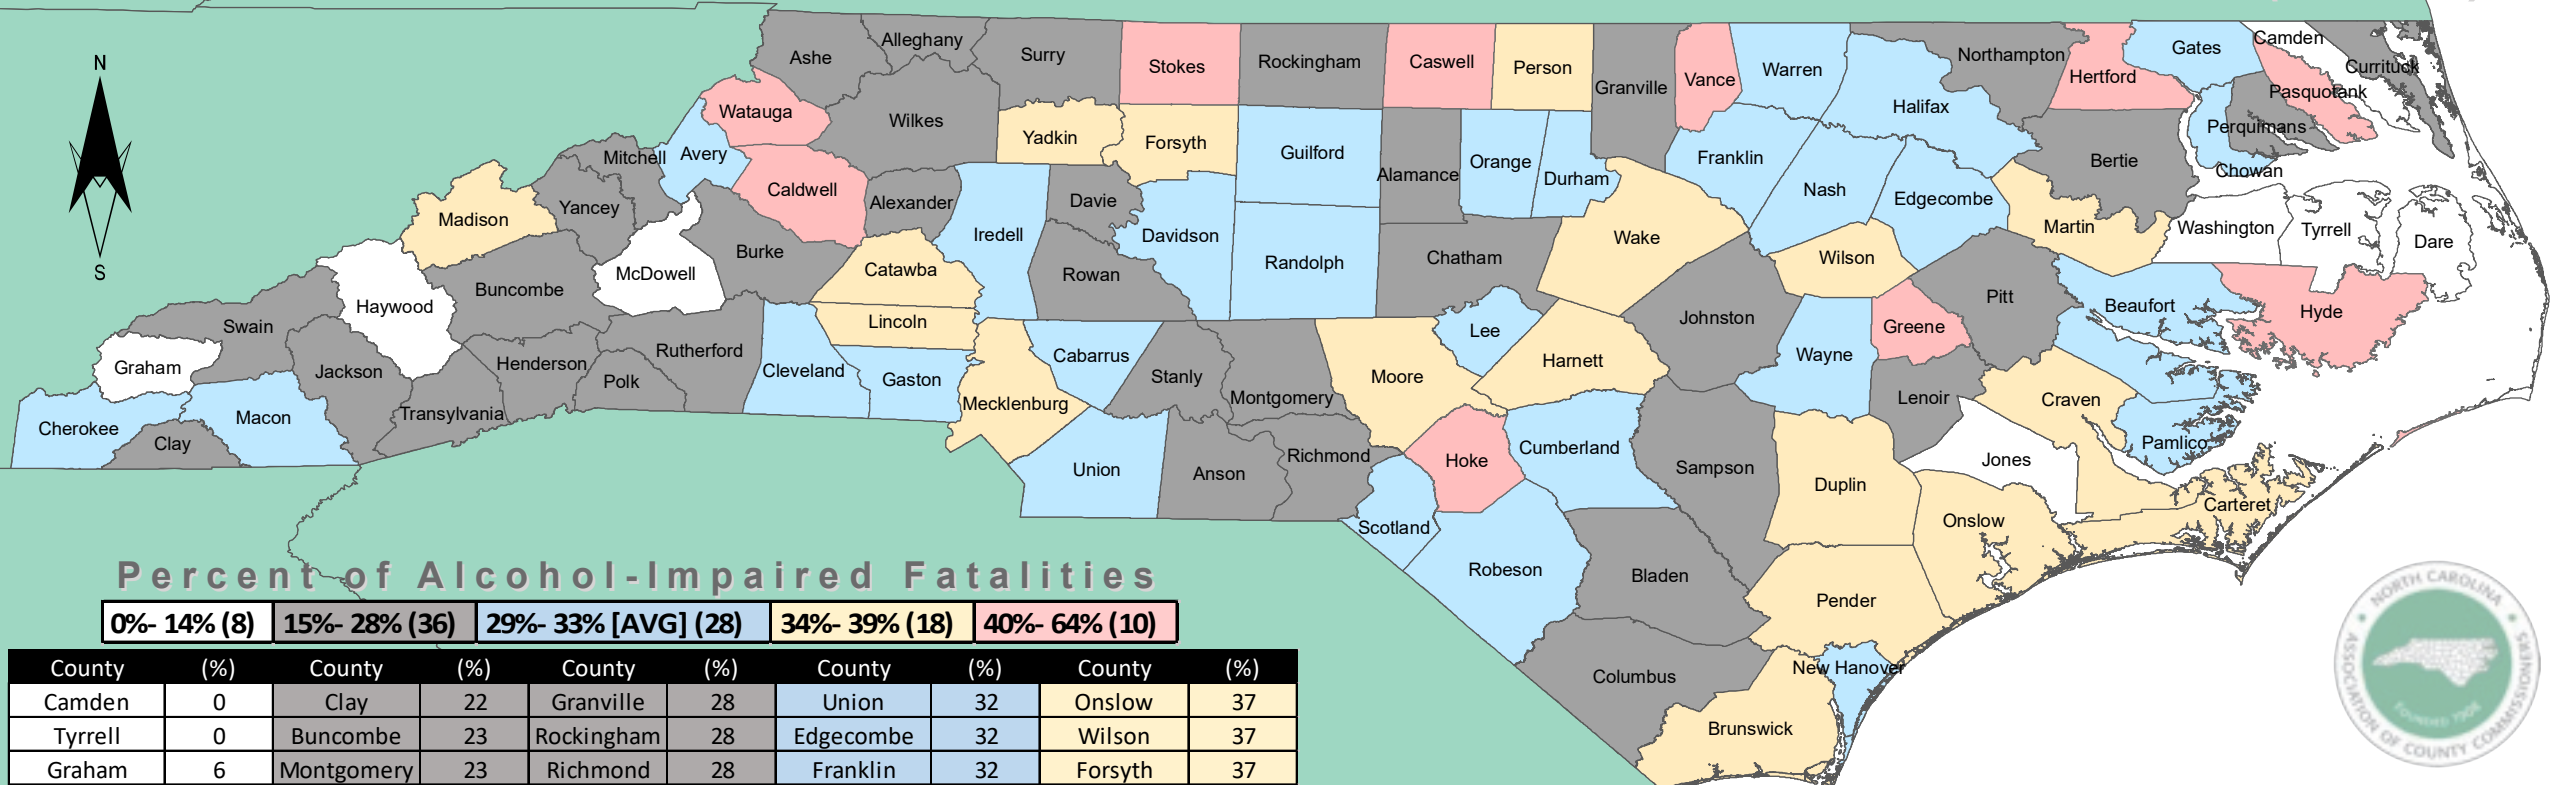 N
S
Ashe
Alleghany
Surry
Stokes
Rockingham
Caswell
Person
Granville
Vance
Warren
Northampton
Hertford
Gates
Camden
Currituck
Pasquotank
Perquimans
Chowan
Halifax
Watauga
Wilkes
Yadkin
Forsyth
Guilford
Alamance
Orange
Durham
Franklin
Nash
Edgecombe
Bertie
Martin
Washington
Tyrrell
Dare
Mitchell
Avery
Caldwell
Alexander
Davie
Iredell
Davidson
Randolph
Chatham
Wake
Wilson
Madison
Yancey
McDowell
Burke
Catawba
Rowan
Buncombe
Haywood
Swain
Graham
Jackson
Henderson
Polk
Rutherford
Cleveland
Lincoln
Gaston
Cabarrus
Stanly
Montgomery
Moore
Lee
Harnett
Johnston
Wayne
Greene
Pitt
Beaufort
Hyde
Cherokee
Clay
Macon
Transylvania
Mecklenburg
Union
Anson
Richmond
Hoke
Cumberland
Sampson
Duplin
Lenoir
Craven
Jones
Pamlico
Carteret
Onslow
Scotland
Robeson
Bladen
Pender
Columbus
New Hanover
Brunswick
Percent of Alcohol-Impaired Fatalities
0%- 14% (8) 15%- 28% (36) 29%- 33% [AVG] (28) 34%- 39% (18) 40%- 64% (10)
County (%) County (%) County (%) County (%) County (%)
Camden 0 Clay 22 Granville 28 Union 32 Onslow 37
Tyrrell 0 Buncombe 23 Rockingham 28 Edgecombe 32 Wilson 37
Graham 6 Montgomery 23 Richmond 28 Franklin 32 Forsyth 37
NORTH CAROLINA
ASSOCIATION OF COUNTY COMMISSIONERS